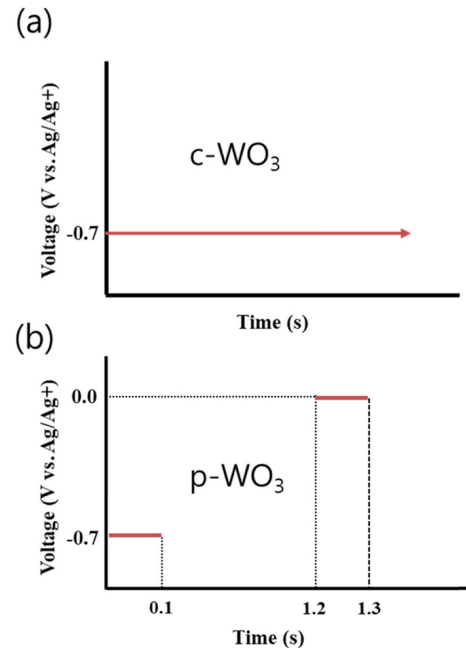 (a)
Voltage (V vs. Ag/Ag+)
c-WO₃
-0.7
Time (s)
(b)
Voltage (V vs. Ag/Ag+)
0.0
p-WO₃
-0.7
0.1 1.2 1.3
Time (s)